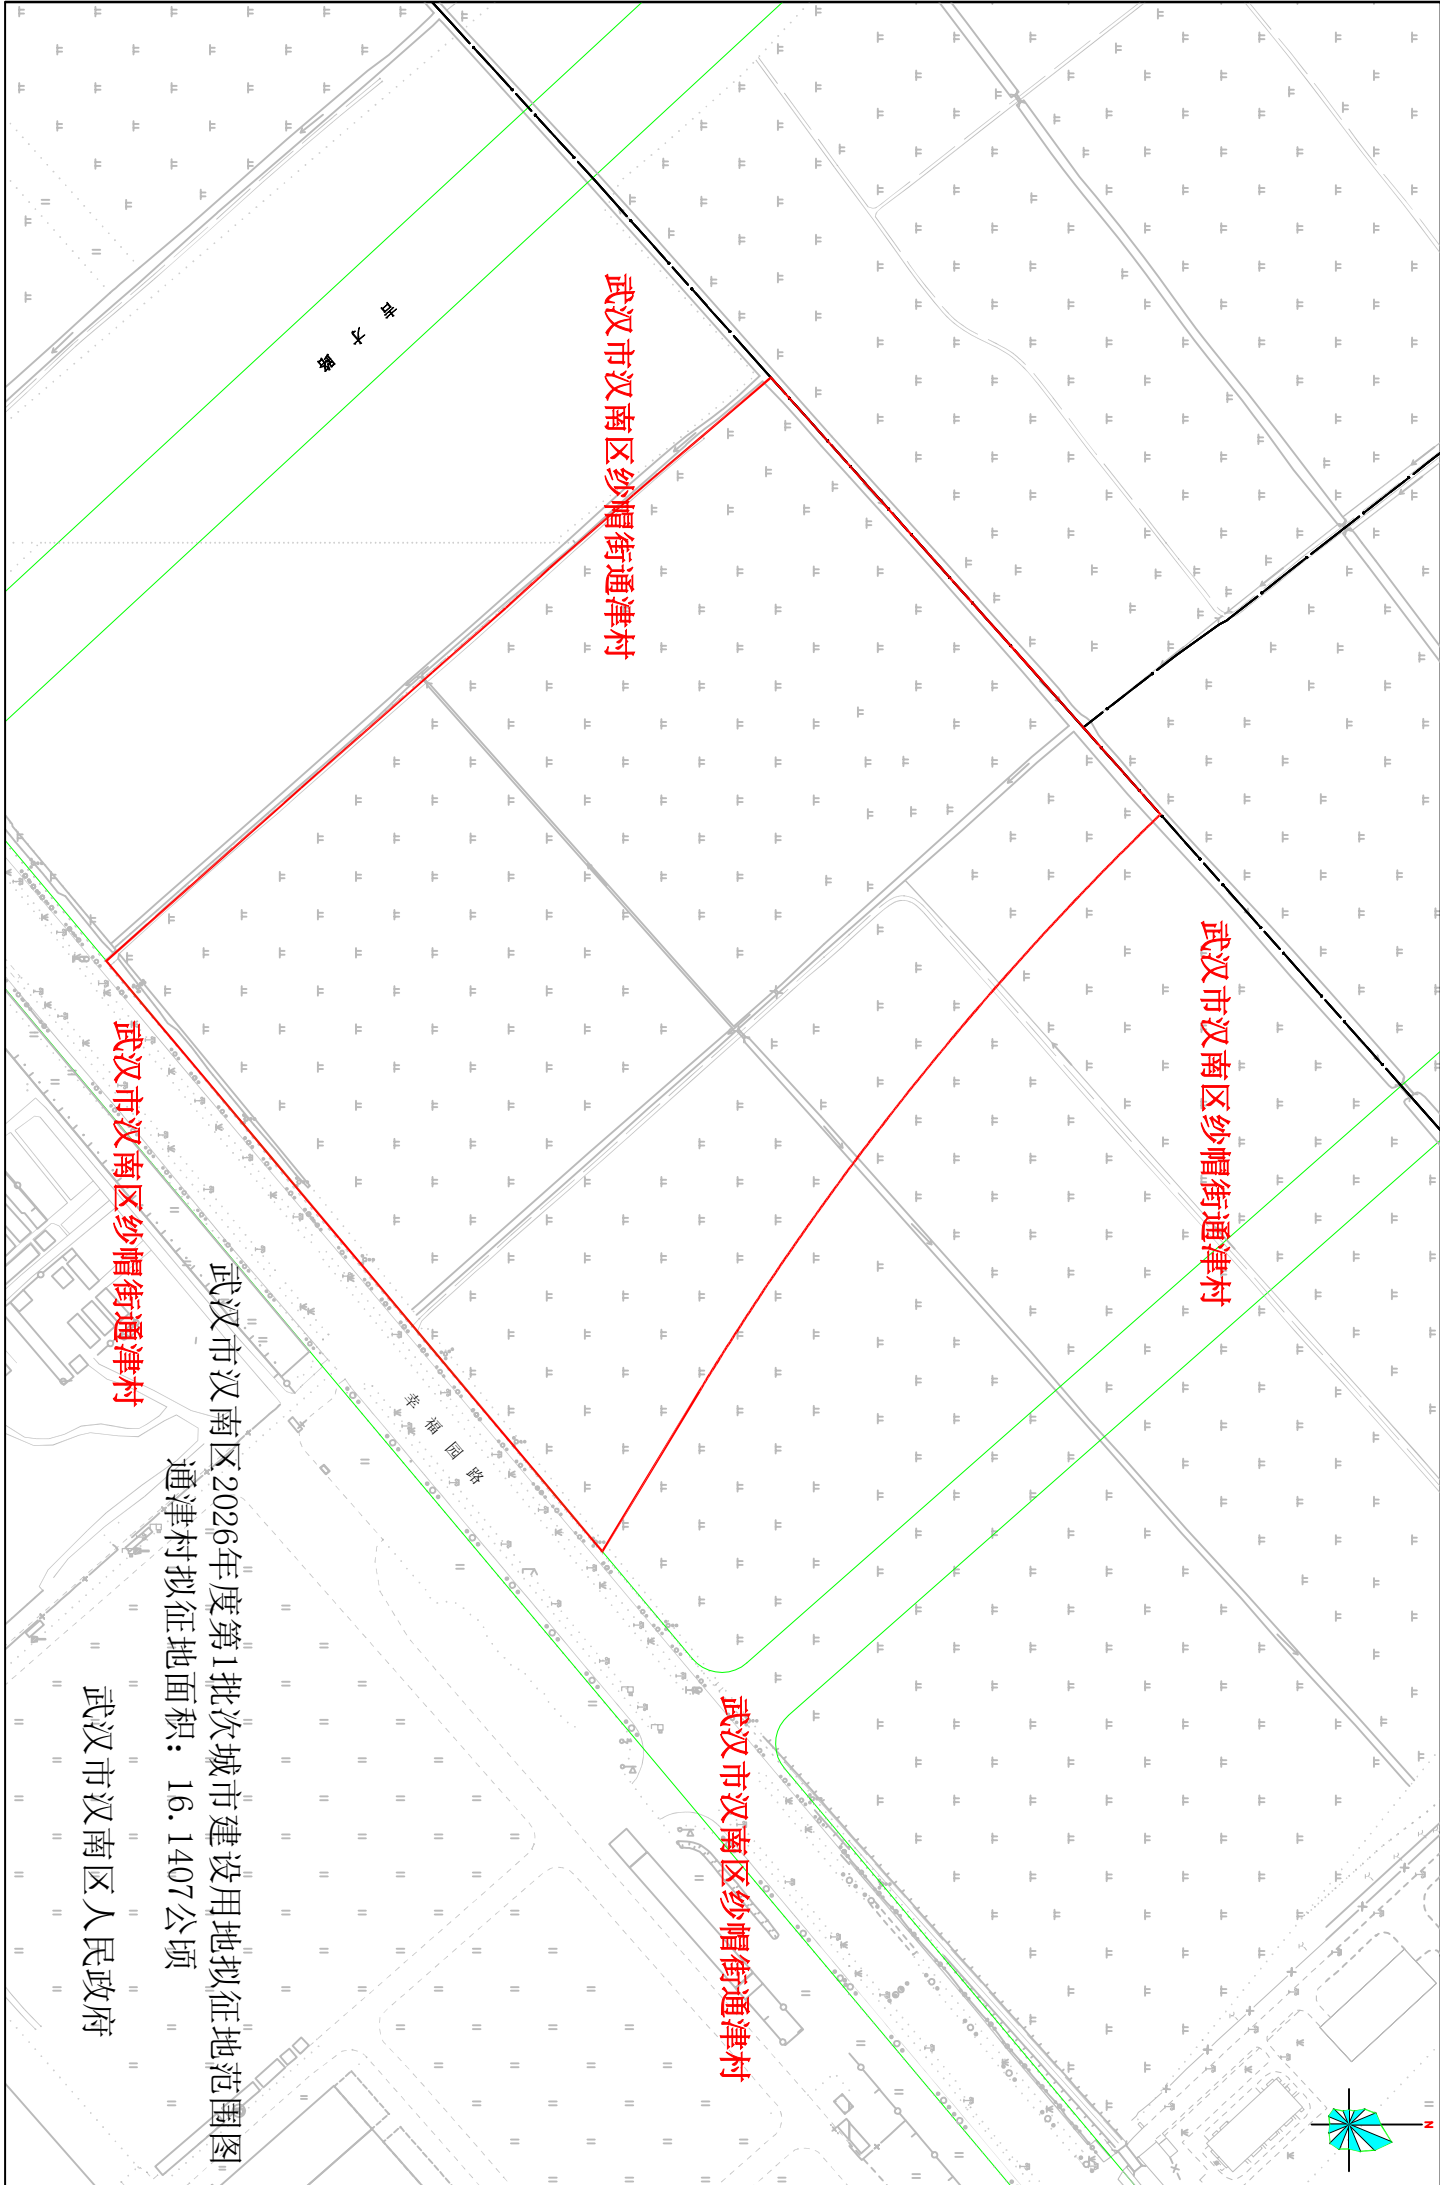 武汉市汉南区2026年度第1批次城市建设用地拟征地范围图
通津村拟征地面积：16.1407公顷
武汉市汉南区人民政府
武汉市汉南区纱帽街通津村
武汉市汉南区纱帽街通津村
武汉市汉南区纱帽街通津村
武汉市汉南区纱帽街通津村
幸福园路
N